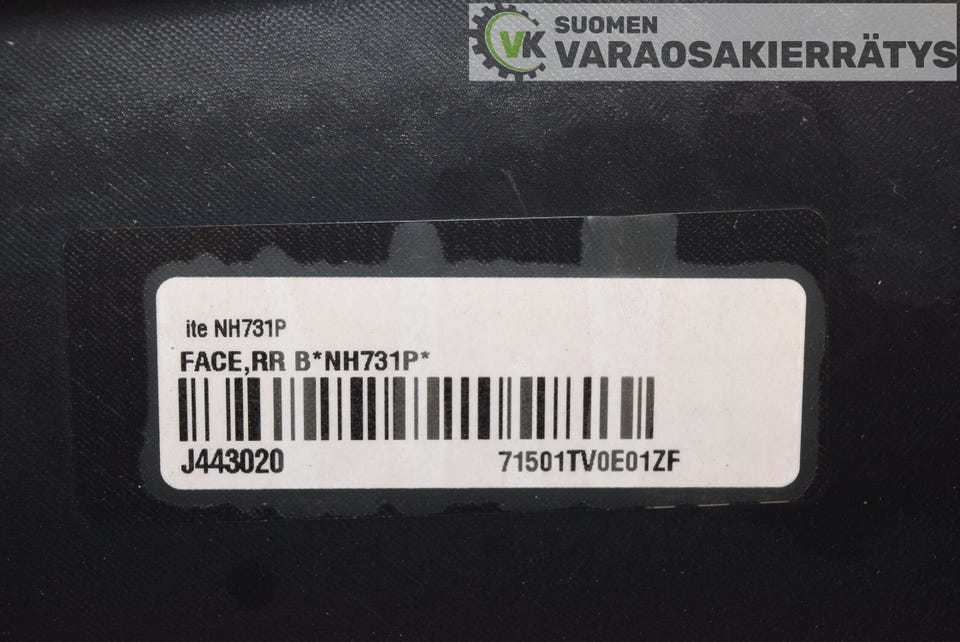 VK
SUOMEN
VARAOSAKIERRÄTYS
ite NH731P
FACE,RR B*NH731P*
J443020 71501TV0E01ZF